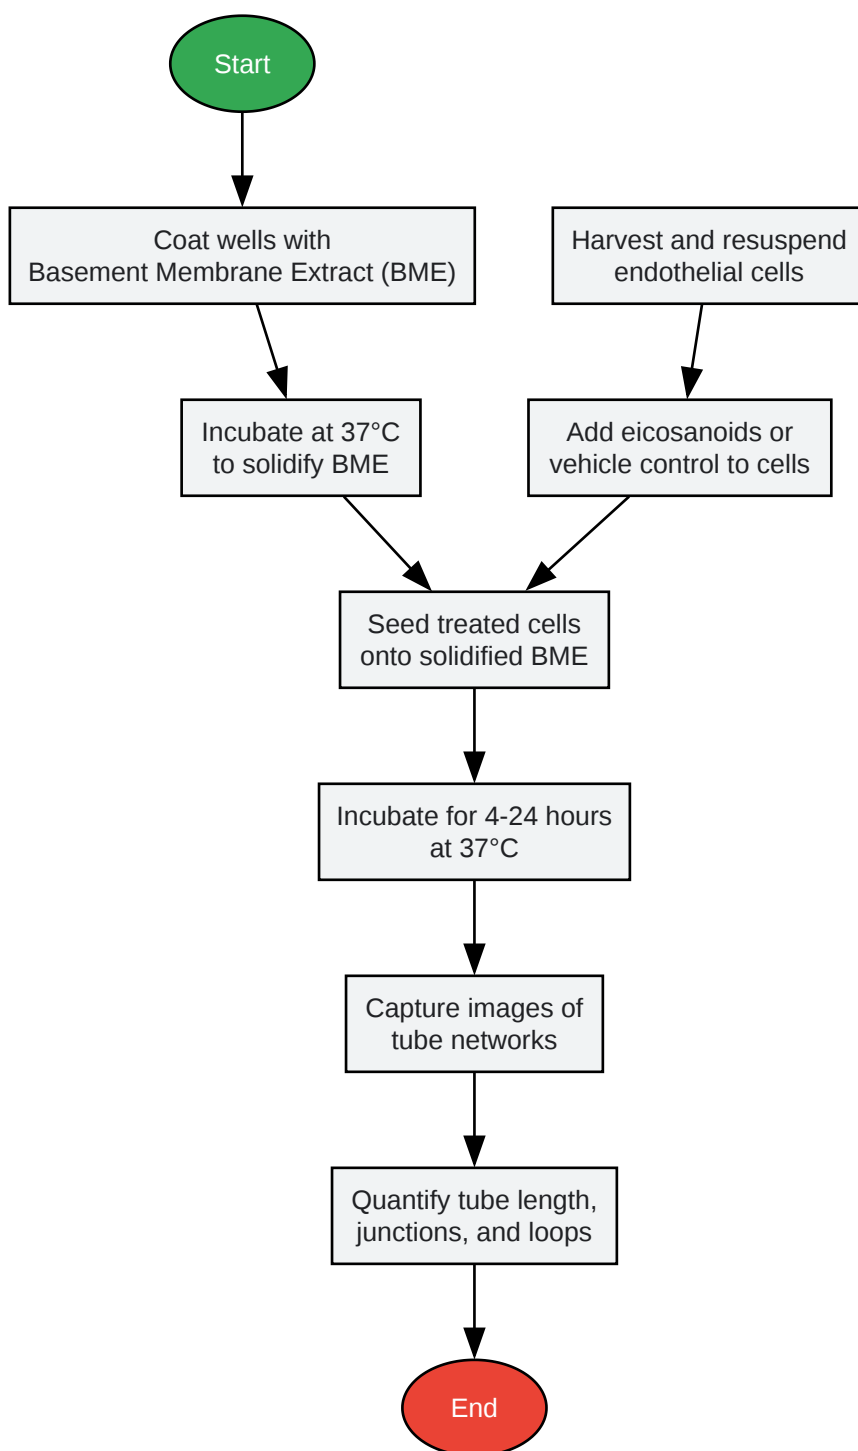 Start
Coat wells with
Basement Membrane Extract (BME)
Harvest and resuspend
endothelial cells
Incubate at 37°C
to solidify BME
Add eicosanoids or
vehicle control to cells
Seed treated cells
onto solidified BME
Incubate for 4-24 hours
at 37°C
Capture images of
tube networks
Quantify tube length,
junctions, and loops
End